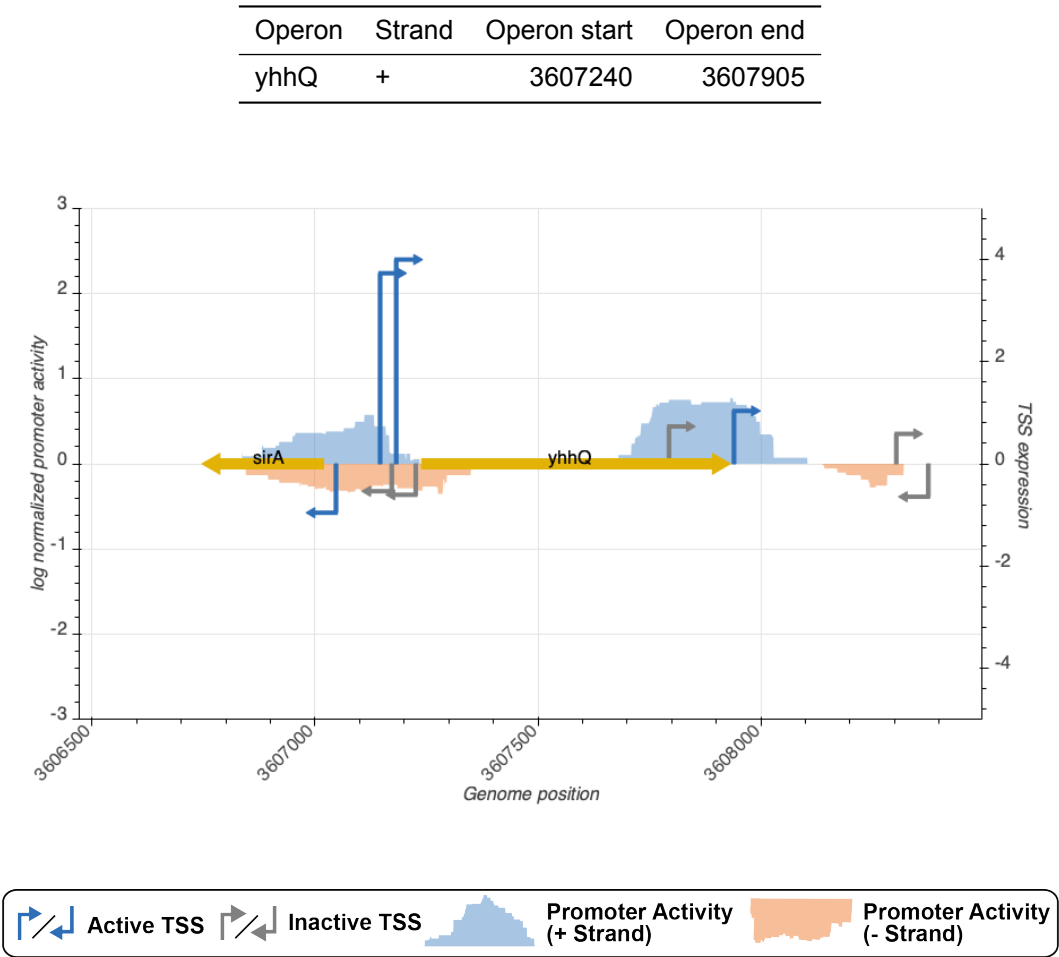 Operon Strand Operon start Operon end
yhhQ + 3607240 3607905
3
2
1
0
-1
-2
-3
log normalized promoter activity
4
2
0
-2
-4
TSS expression
sirA
yhhQ
3606500
3607000
3607500
3608000
Genome position
Active TSS
Inactive TSS
Promoter Activity
(+ Strand)
Promoter Activity
(- Strand)